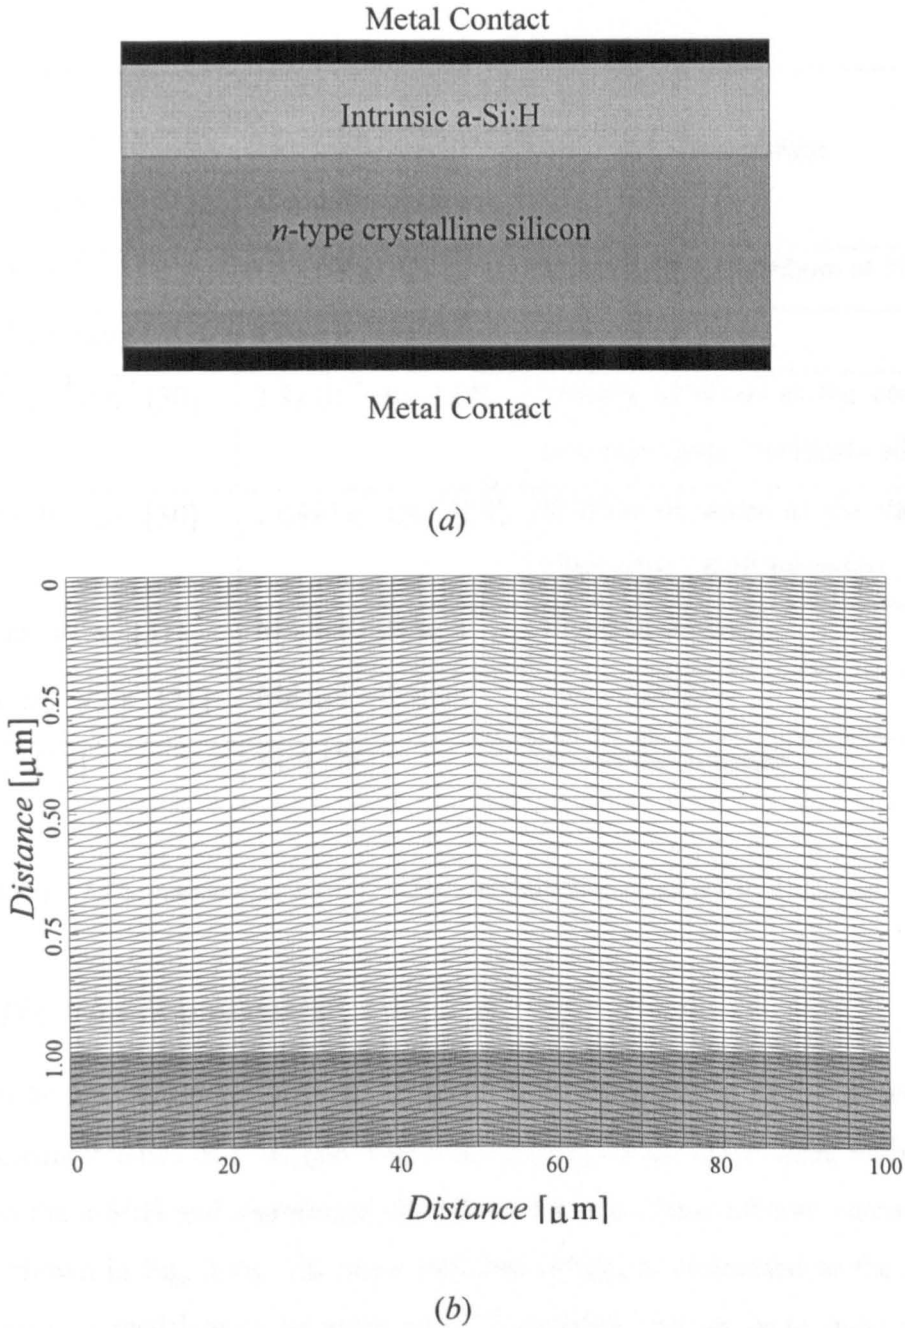 Metal Contact
Intrinsic a-Si:H
n-type crystalline silicon
Metal Contact
(a)
0
0.25
0.50
0.75
1.00
Distance [μm]
0 20 40 60 80 100
Distance [μm]
(b)